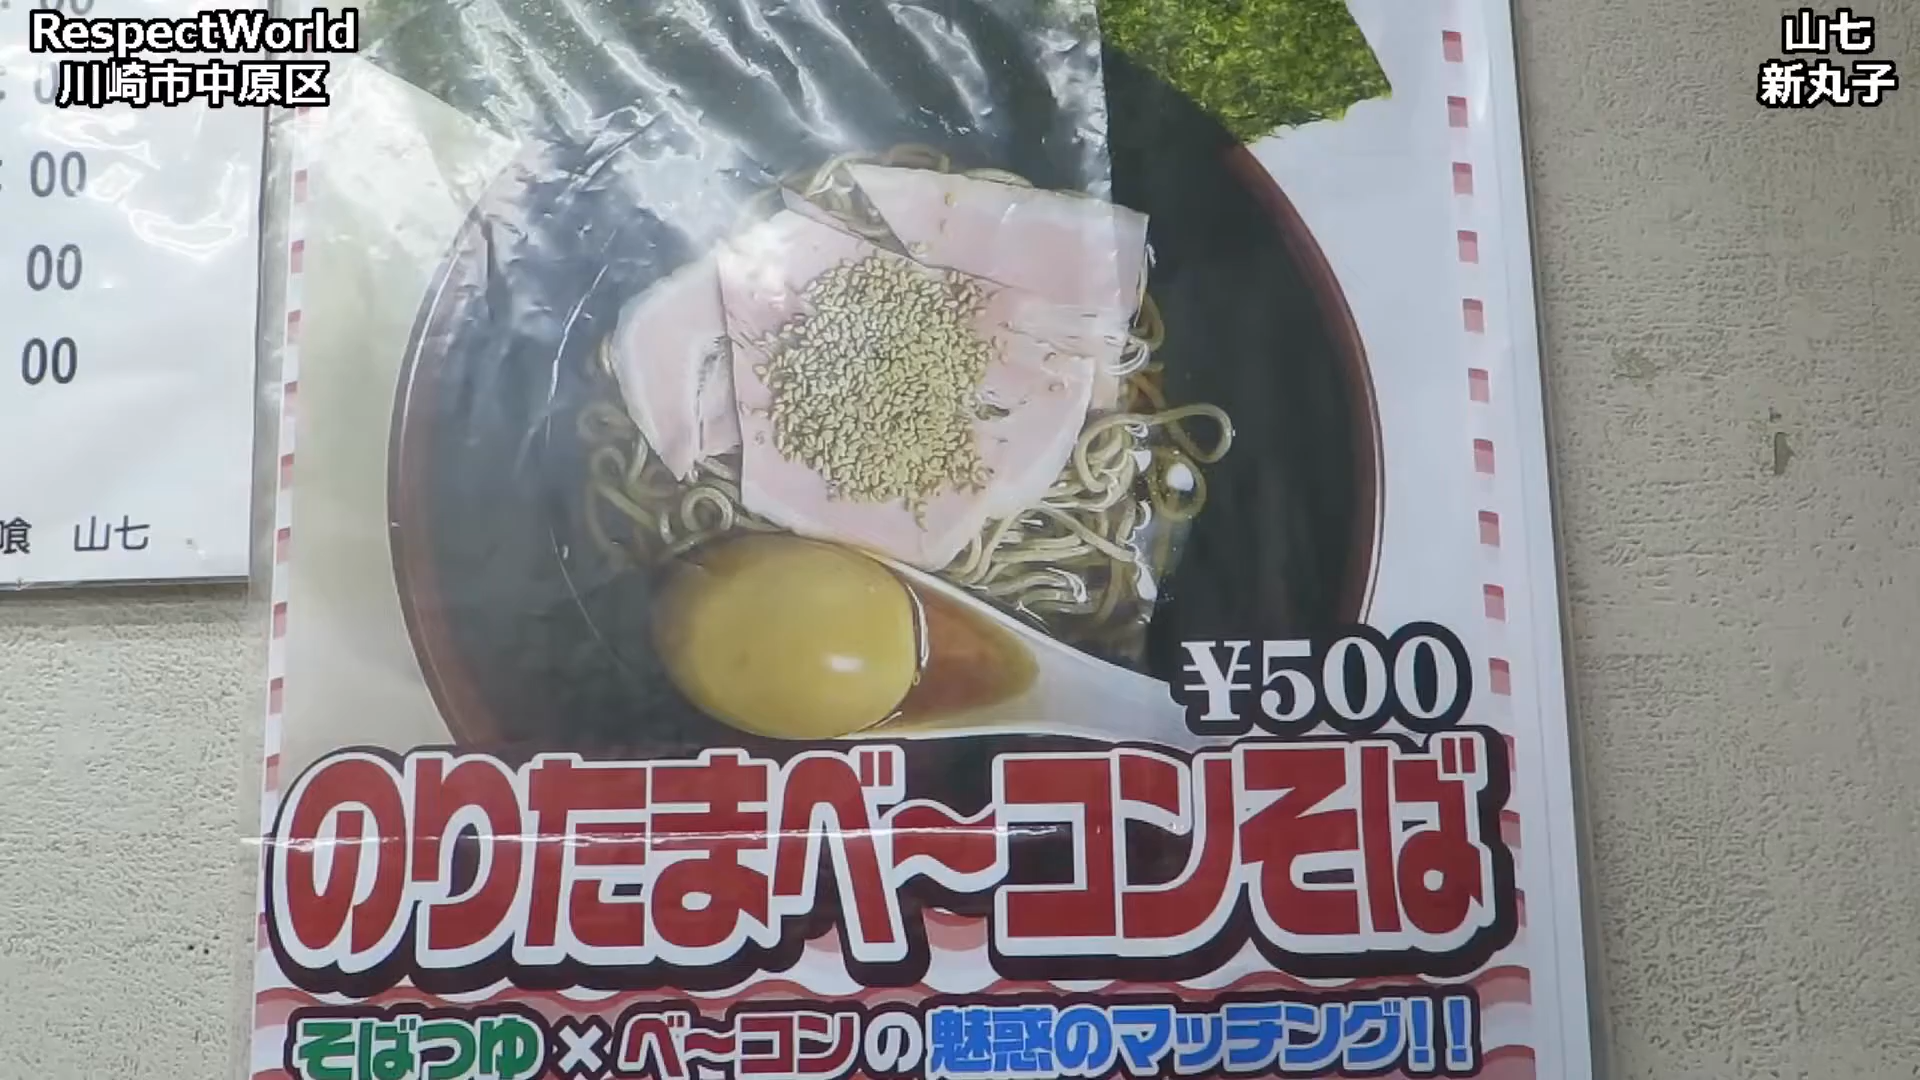 RespectWorld
川崎市中原区
山七
新丸子
00
00
00
喰 山七
¥500
のりたまべ〜コンそば
そばつゆ×べ〜コンの魅惑のマッチング!!